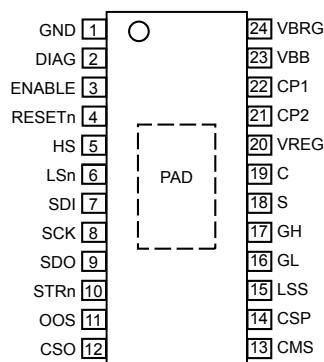 GND 1
DIAG 2
ENABLE 3
RESETn 4
HS 5
LSn 6
SDI 7
SCK 8
SDO 9
STRn 10
OOS 11
CSO 12
PAD
24 VBRG
23 VBB
22 CP1
21 CP2
20 VREG
19 C
18 S
17 GH
16 GL
15 LSS
14 CSP
13 CMS